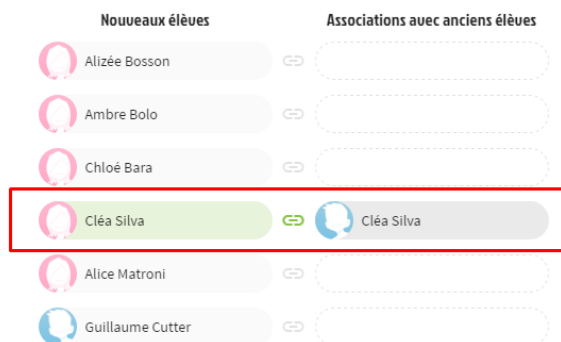 Nouveaux élèves Associations avec anciens élèves
Alizée Bosson
Ambre Bolo
Chloé Bara
Cléa Silva Cléa Silva
Alice Matroni
Guillaume Cutter